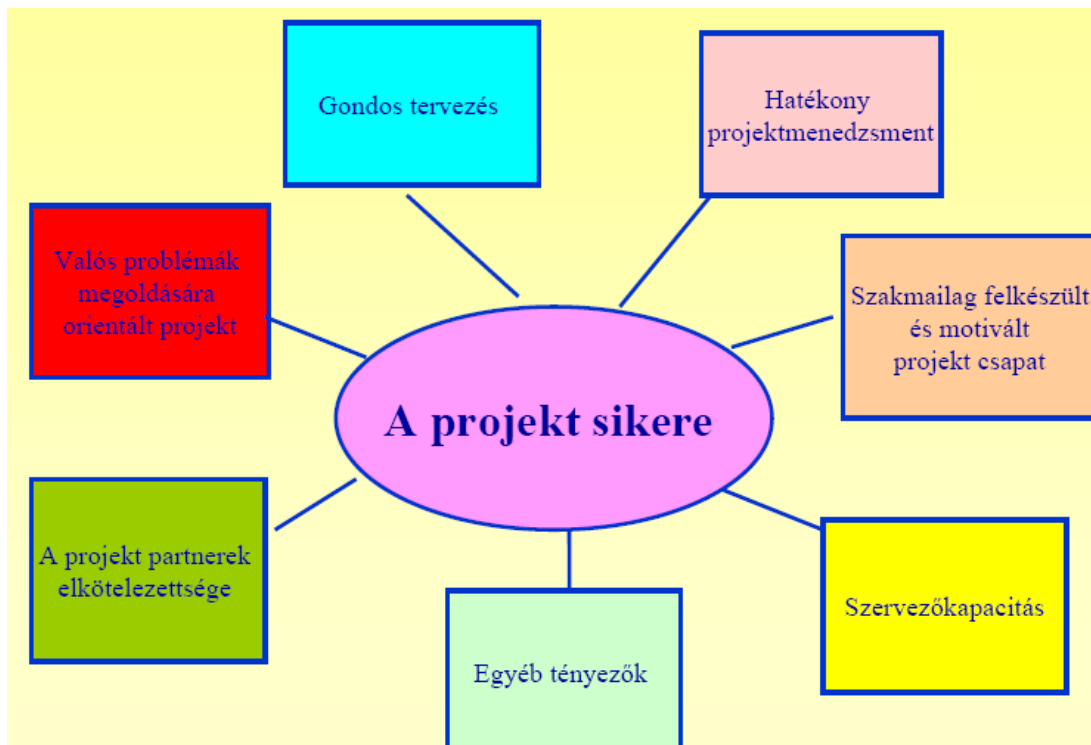 Gondos tervezés
Hatékony
projektmenedzsment
Valós problémák
megoldására
orientált projekt
Szakmailag felkészült
és motivált
projekt csapat
A projekt sikere
A projekt partnerek
elkötelezettsége
Szervezőkapacitás
Egyéb tényezők